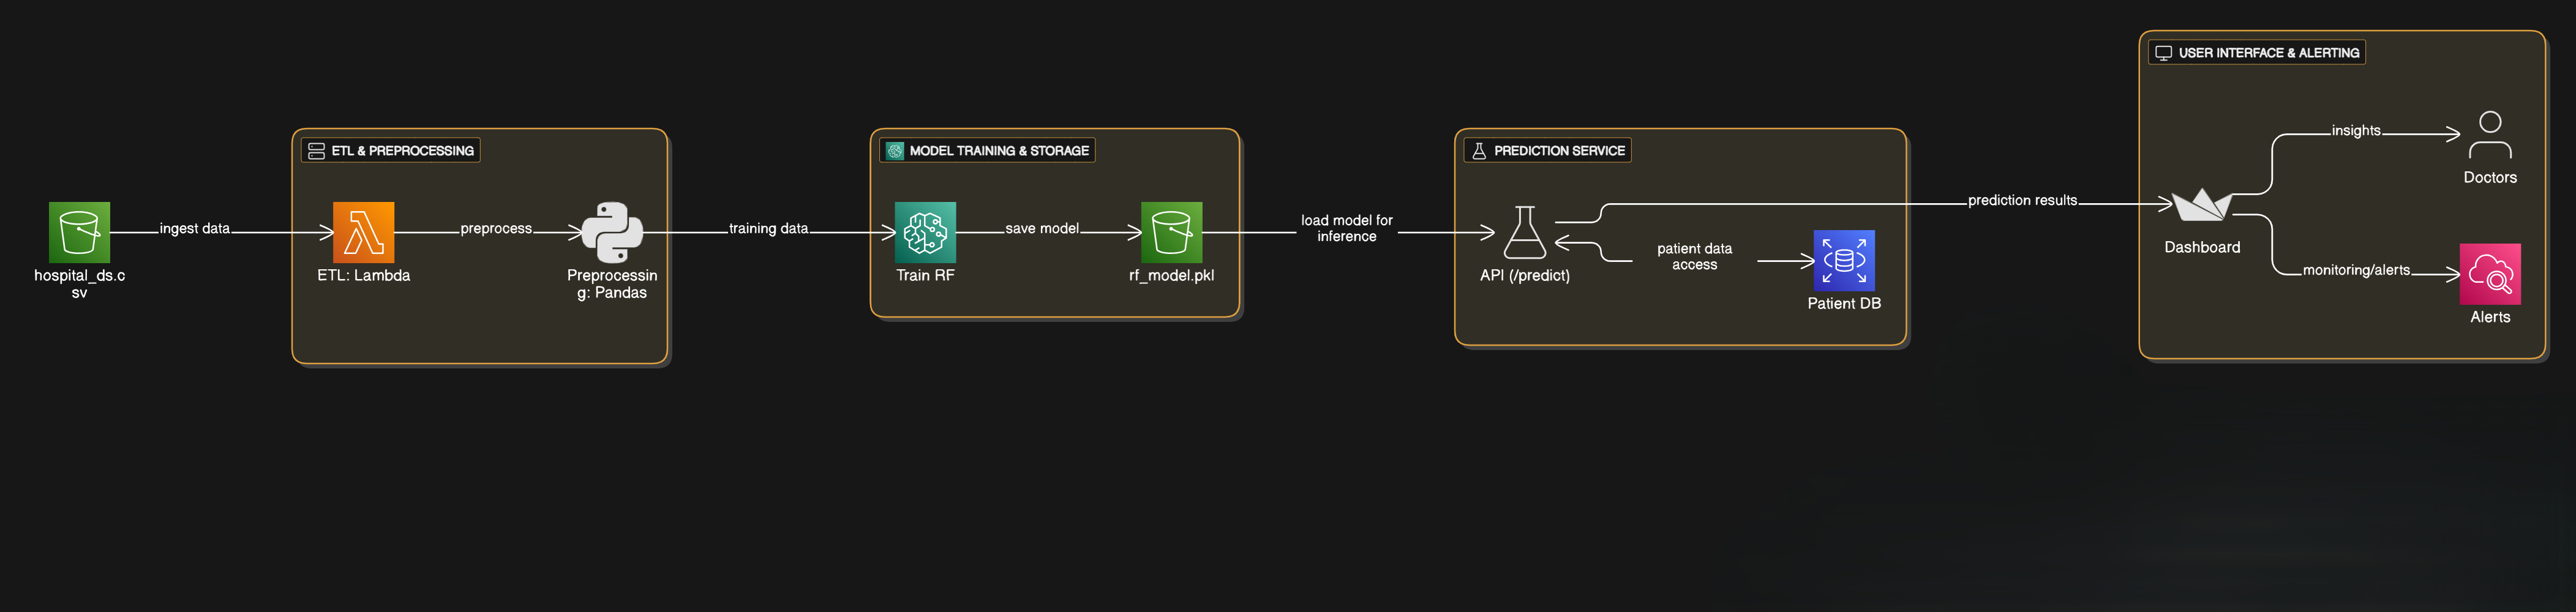 hospital_ds.c
sv
ingest data
ETL & PREPROCESSING
ETL: Lambda
preprocess
Preprocessin
g: Pandas
training data
MODEL TRAINING & STORAGE
Train RF
save model
rf_model.pkl
load model for
inference
PREDICTION SERVICE
API (/predict)
patient data
access
Patient DB
prediction results
USER INTERFACE & ALERTING
Dashboard
insights
Doctors
monitoring/alerts
Alerts